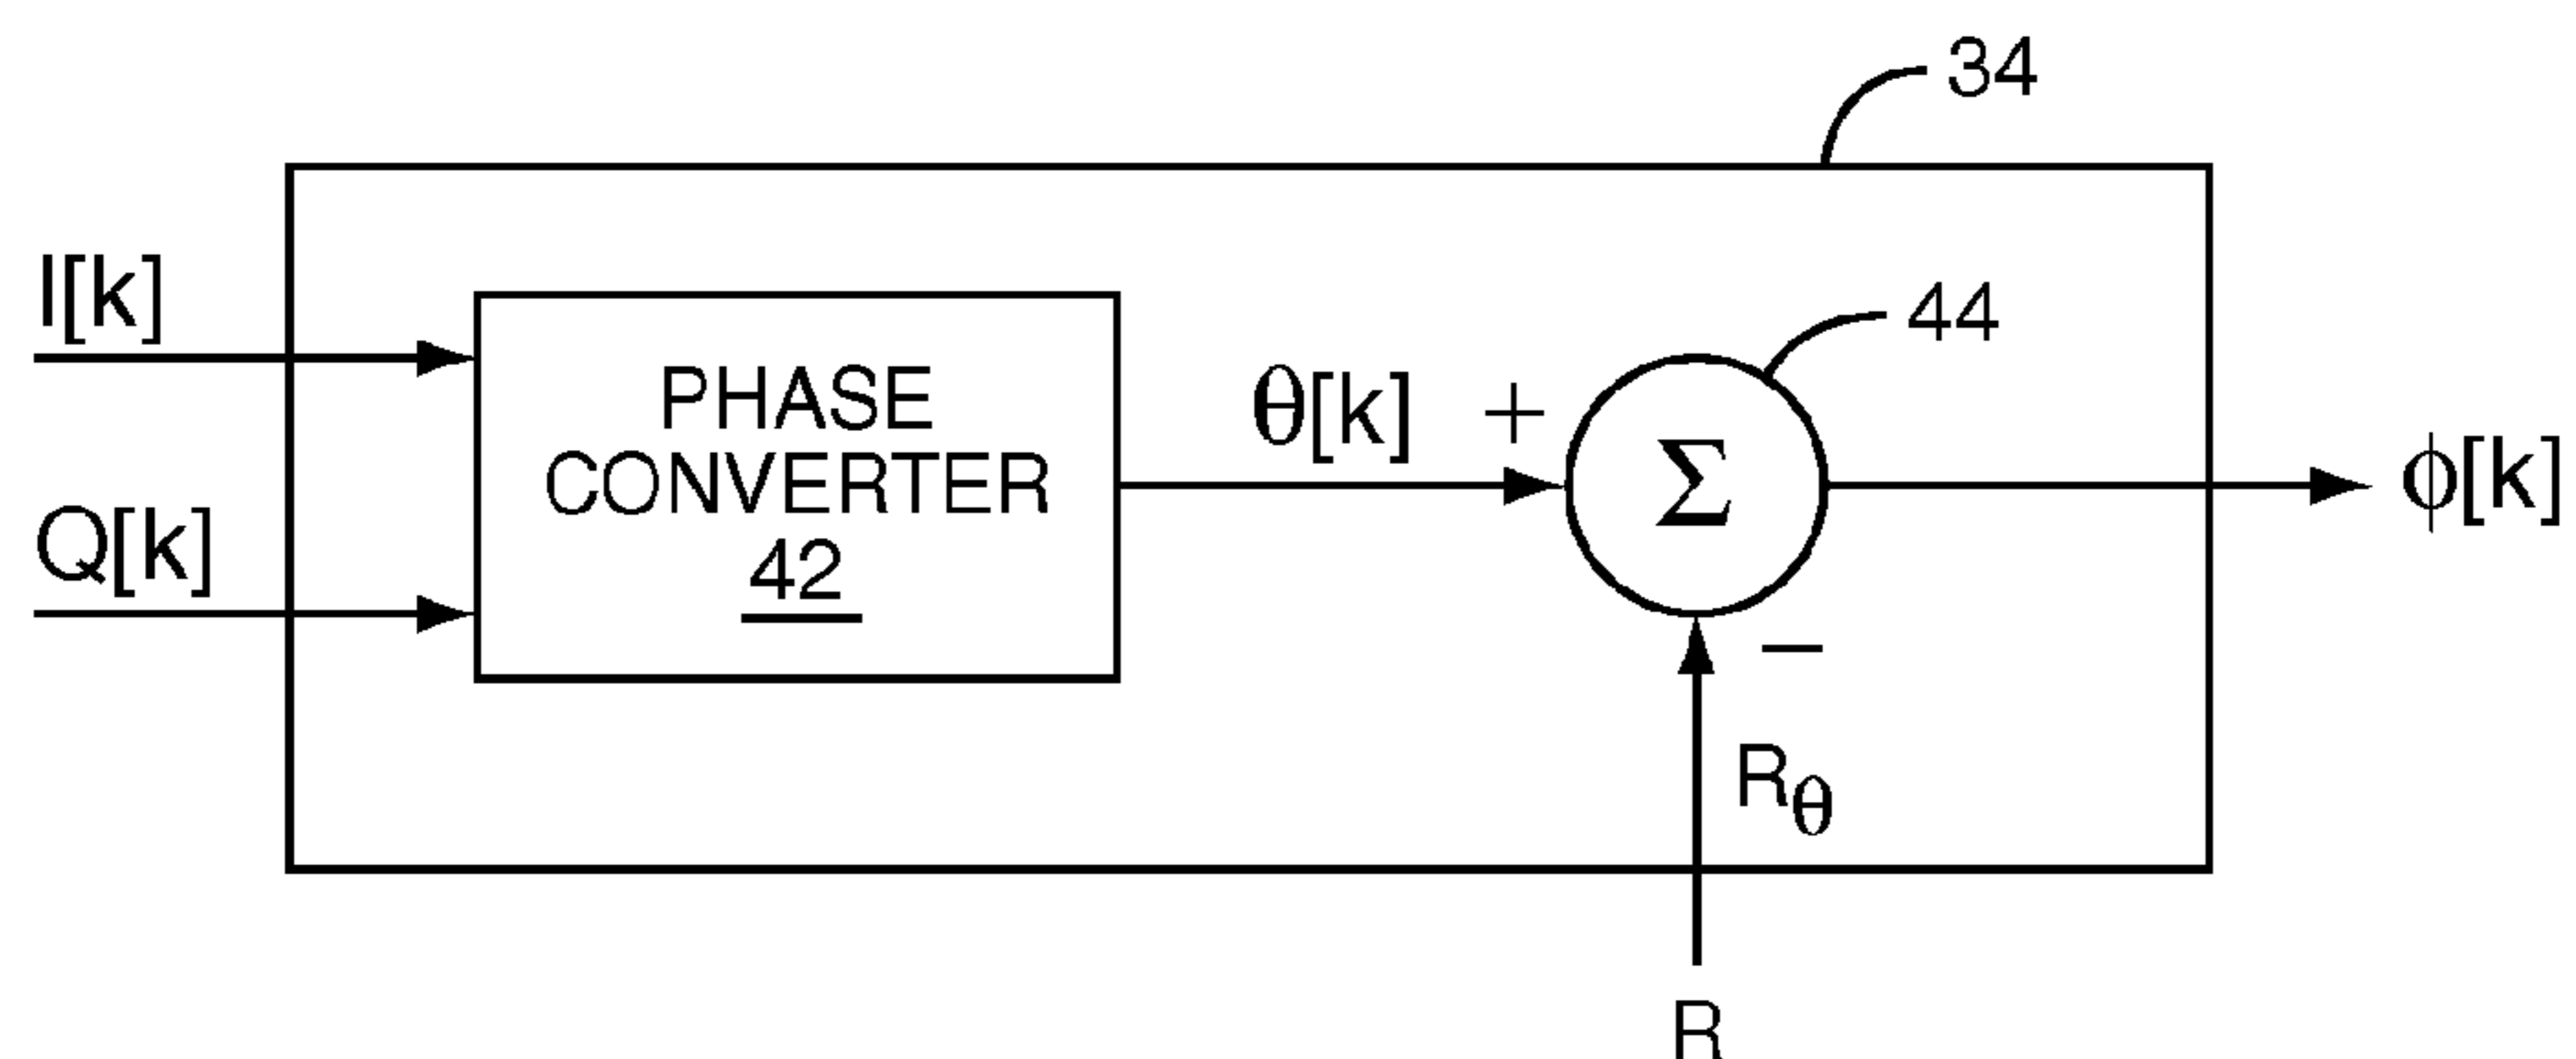 34
I[k]
44
PHASE
CONVERTER
42
θ[k] +
Σ
ϕ[k]
Q[k]
−
Rθ
R